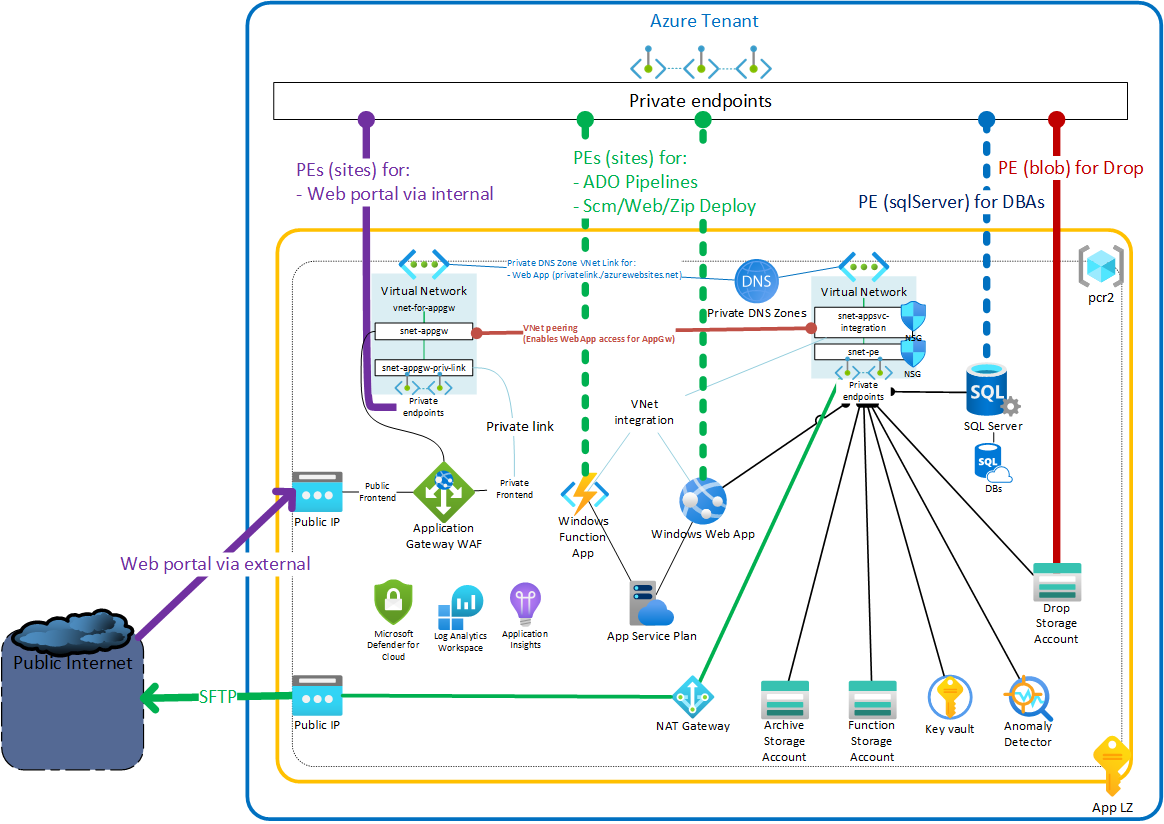 Azure Tenant
Private endpoints
PEs (sites) for:
- Web portal via internal
PEs (sites) for:
- ADO Pipelines
- Scm/Web/Zip Deploy
PE (blob) for Drop
PE (sqlServer) for DBAs
Private DNS Zone VNet Link for:
- Web App (privatelink./azurewebsites.net)
DNS
Private DNS Zones
pcr2
Virtual Network
vnet-for-appgw
snet-appgw
snet-appgw-priv-link
Private
endpoints
VNet peering
(Enables WebApp access for AppGw)
Virtual Network
snet-appsvc-
integration
NSG
snet-pe
NSG
Private
endpoints
SQL
SQL Server
SQL
DBs
VNet
integration
Private link
Public
Frontend
Private
Frontend
Public IP
Application
Gateway WAF
Windows
Function
App
Windows Web App
Web portal via external
Public Internet
Microsoft
Defender for
Cloud
Log Analytics
Workspace
Application
Insights
App Service Plan
Drop
Storage
Account
SFTP
Public IP
NAT Gateway
Archive
Storage
Account
Function
Storage
Account
Key vault
Anomaly
Detector
App LZ